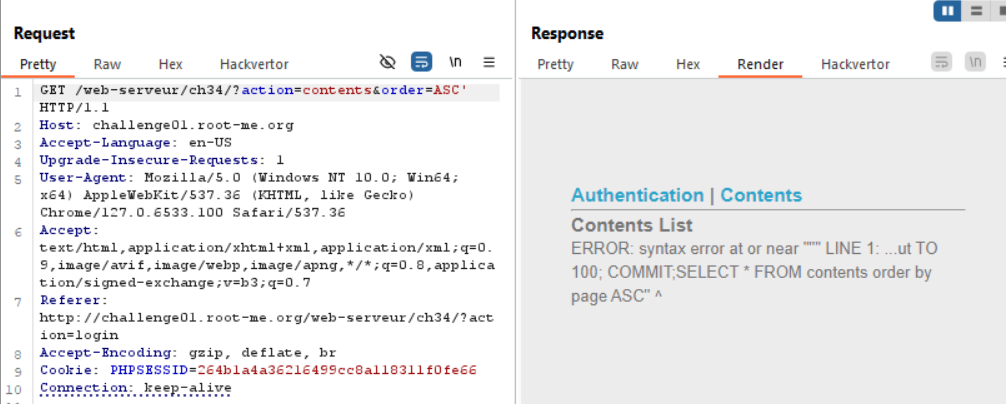 Request
Pretty Raw Hex Hackvertor \n
1 GET /web-serveur/ch34/?action=contents&order=ASC'
HTTP/1.1
2 Host: challenge01.root-me.org
3 Accept-Language: en-US
4 Upgrade-Insecure-Requests: 1
5 User-Agent: Mozilla/5.0 (Windows NT 10.0; Win64;
x64) AppleWebKit/537.36 (KHTML, like Gecko)
Chrome/127.0.6533.100 Safari/537.36
6 Accept:
text/html,application/xhtml+xml,application/xml;q=0.
9,image/avif,image/webp,image/apng,*/*;q=0.8,applica
tion/signed-exchange;v=b3;q=0.7
7 Referer:
http://challenge01.root-me.org/web-serveur/ch34/?act
ion=login
8 Accept-Encoding: gzip, deflate, br
9 Cookie: PHPSESSID=264b1a4a36216499cc8a118311f0fe66
10 Connection: keep-alive
Response
Pretty Raw Hex Render Hackvertor \n
Authentication | Contents
Contents List
ERROR: syntax error at or near "'" LINE 1: ...ut TO
100; COMMIT;SELECT * FROM contents order by
page ASC'' ^